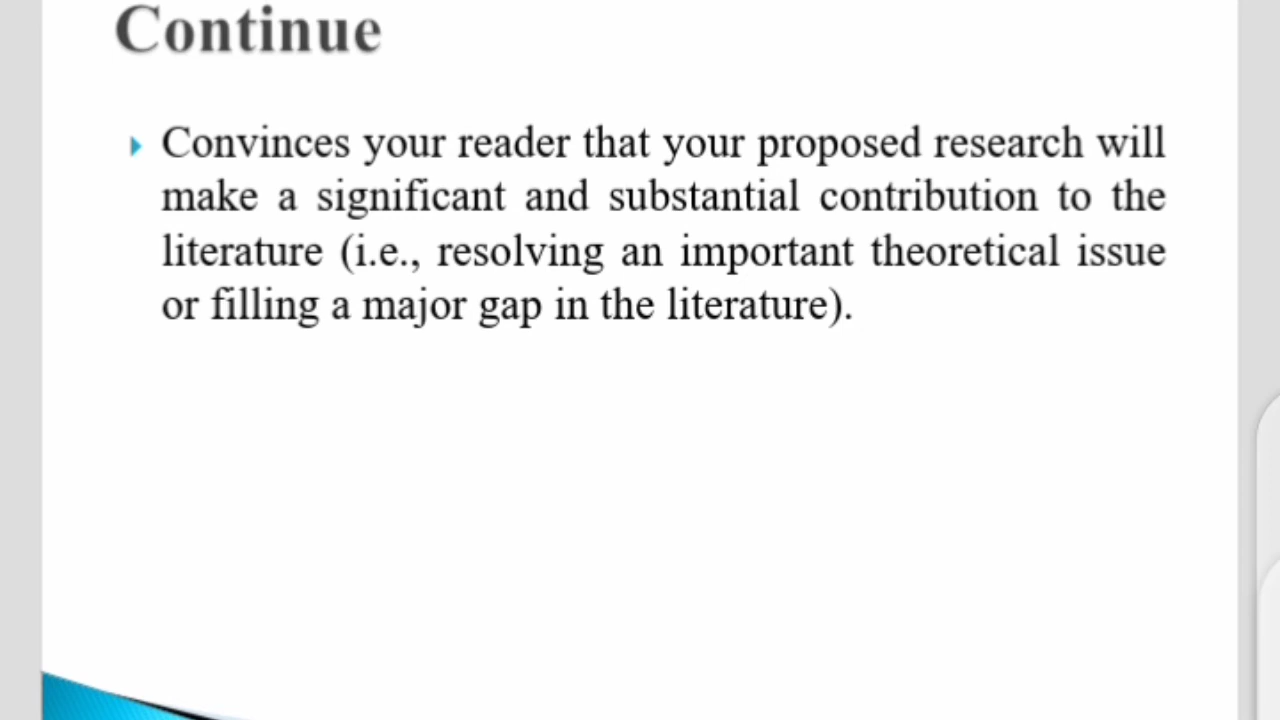 Continue
Convinces your reader that your proposed research will
make a significant and substantial contribution to the
literature (i.e., resolving an important theoretical issue
or filling a major gap in the literature).